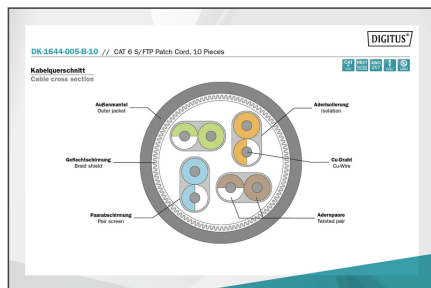 DIGITUS®
DK-1644-005-B-10 // CAT 6 S/FTP Patch Cord, 10 Pieces
Kabelquerschnitt
Cable cross section
Außenmantel
Outer jacket
Aderisolierung
Isolation
Geflechtschirmung
Braid shield
Cu-Draht
Cu-Wire
Paarabschirmung
Pair screen
Adernpaare
Twisted pair